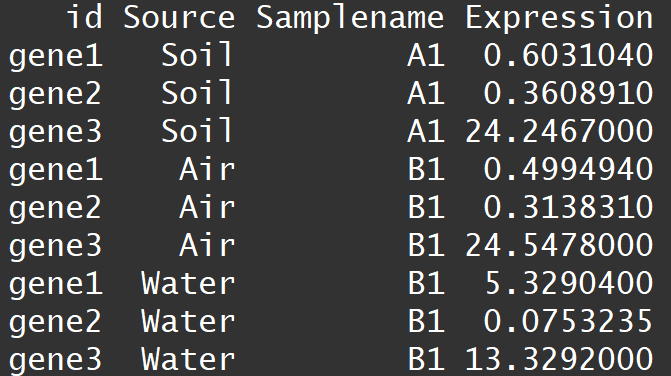 id Source Samplename Expression
gene1 Soil A1 0.6031040
gene2 Soil A1 0.3608910
gene3 Soil A1 24.2467000
gene1 Air B1 0.4994940
gene2 Air B1 0.3138310
gene3 Air B1 24.5478000
gene1 Water B1 5.3290400
gene2 Water B1 0.0753235
gene3 Water B1 13.3292000